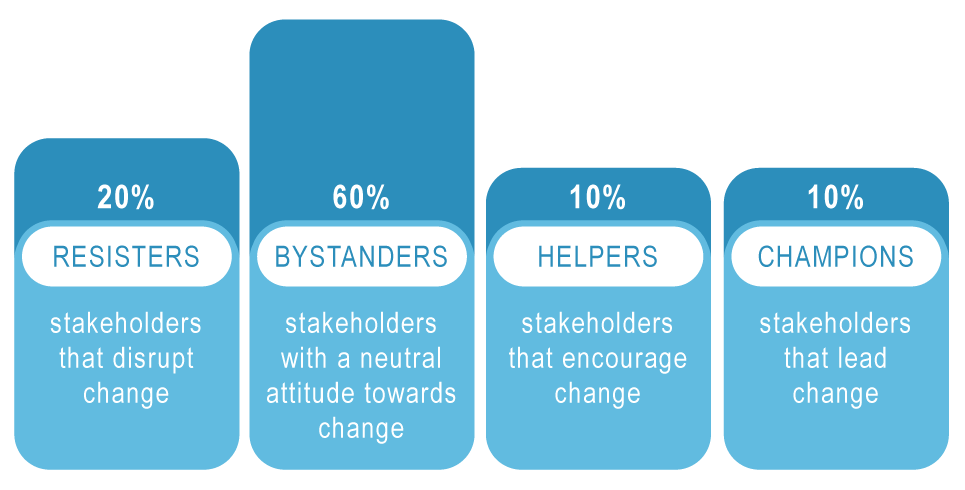 20%
RESISTERS
stakeholders
that disrupt
change
60%
BYSTANDERS
stakeholders
with a neutral
attitude towards
change
10%
HELPERS
stakeholders
that encourage
change
10%
CHAMPIONS
stakeholders
that lead
change